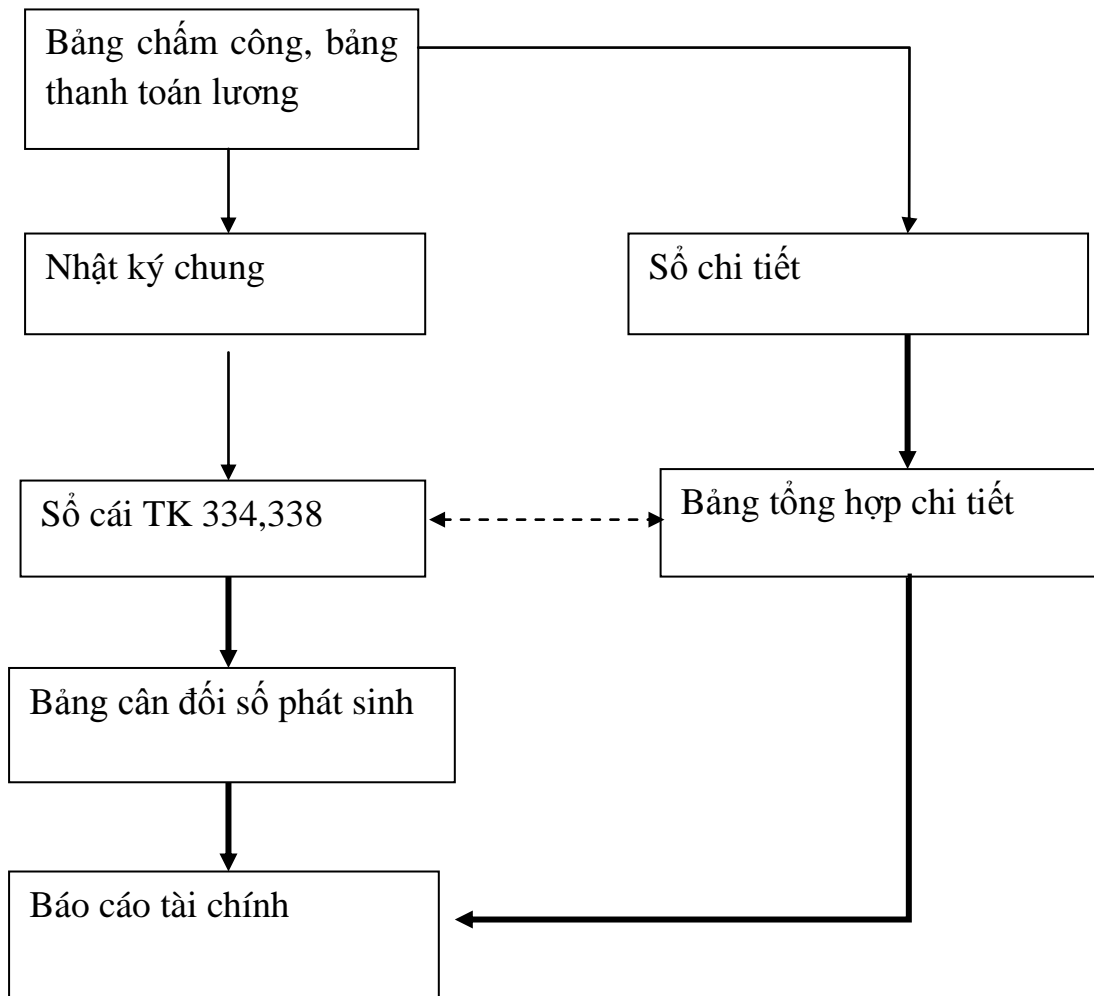 Bảng chấm công, bảng
thanh toán lương
Nhật ký chung
Sổ chi tiết
Sổ cái TK 334,338
Bảng tổng hợp chi tiết
Bảng cân đối số phát sinh
Báo cáo tài chính